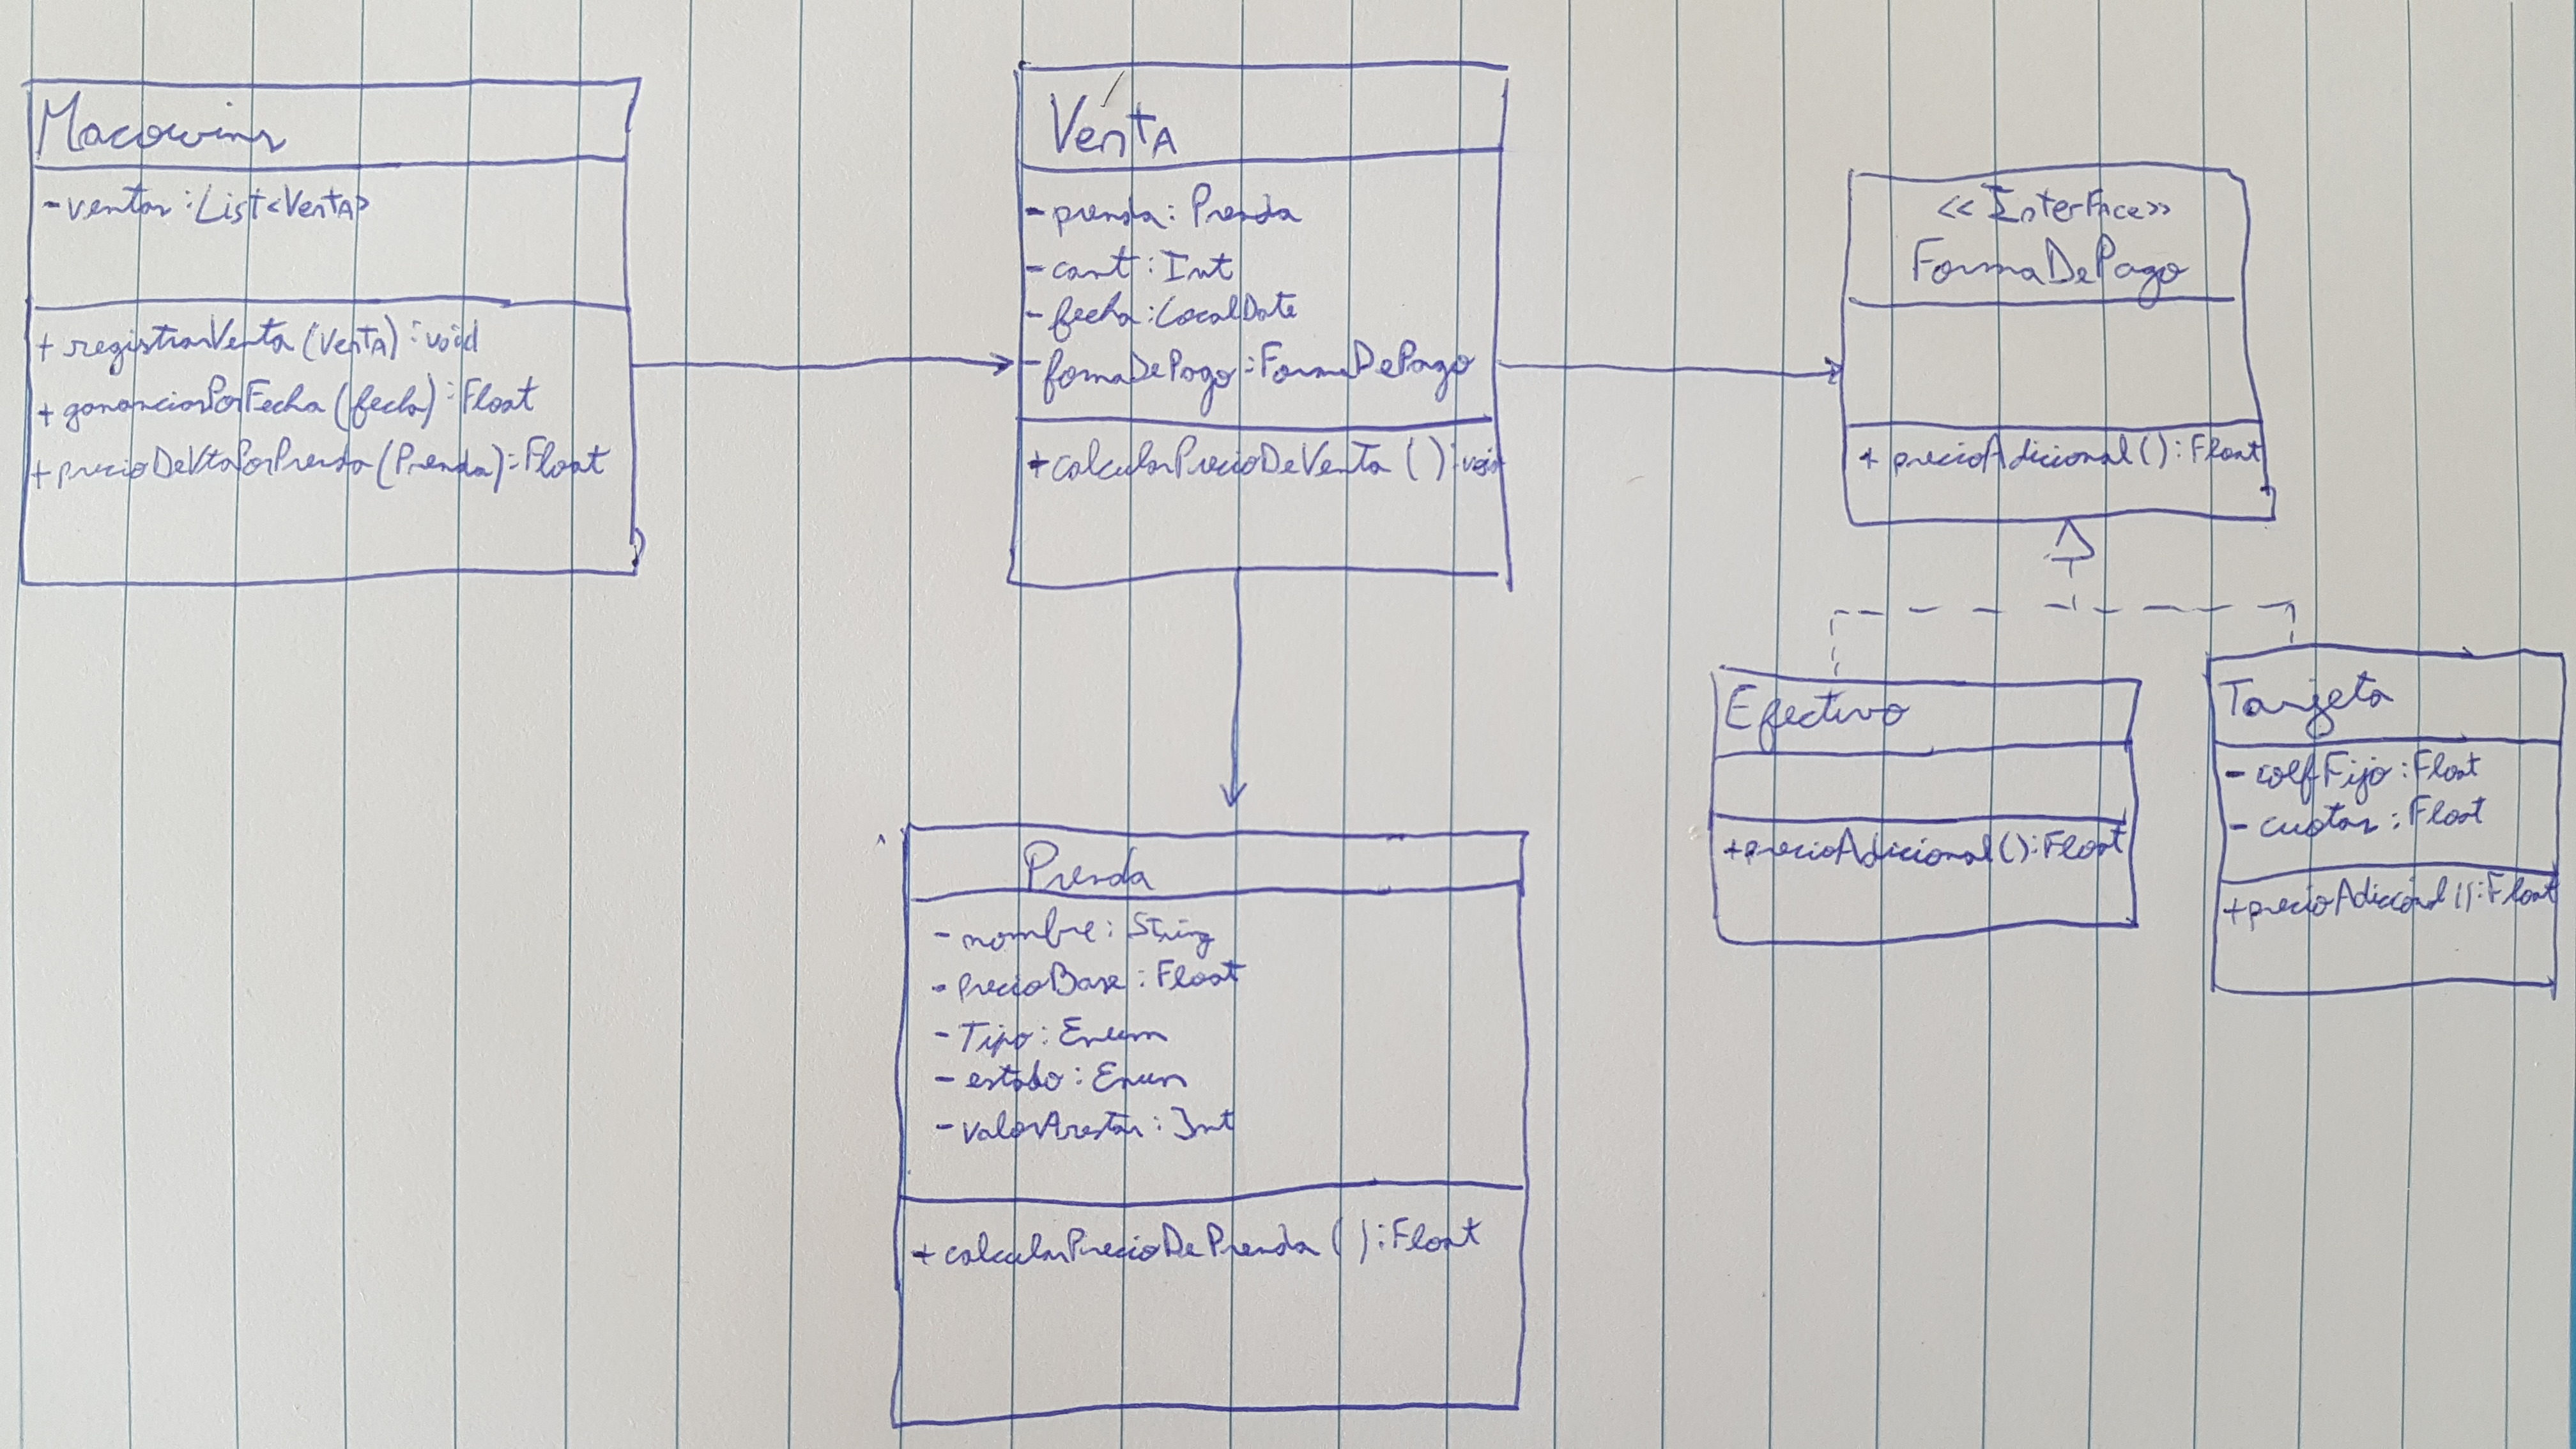 Macowins
- ventas : List<Venta>
+ registrarVenta (Venta) : void
+ gananciasPorFecha (fecha) : Float
+ precioDeVtaPorPrenda (Prenda) : Float
Venta
- prenda : Prenda
- cant : Int
- fecha : LocalDate
- formaDePago : FormaDePago
+ calcularPrecioDeVenta ( ) : void
<< Interface >>
FormaDePago
+ precioAdicional ( ) : Float
Efectivo
+ precioAdicional ( ) : Float
Tarjeta
- coefFijo : Float
- cuotas : Float
+ precioAdicional ( ) : Float
Prenda
- nombre : String
- precioBase : Float
- Tipo : Enum
- estado : Enum
- valorArestar : Int
+ calcularPrecioDePrenda ( ) : Float